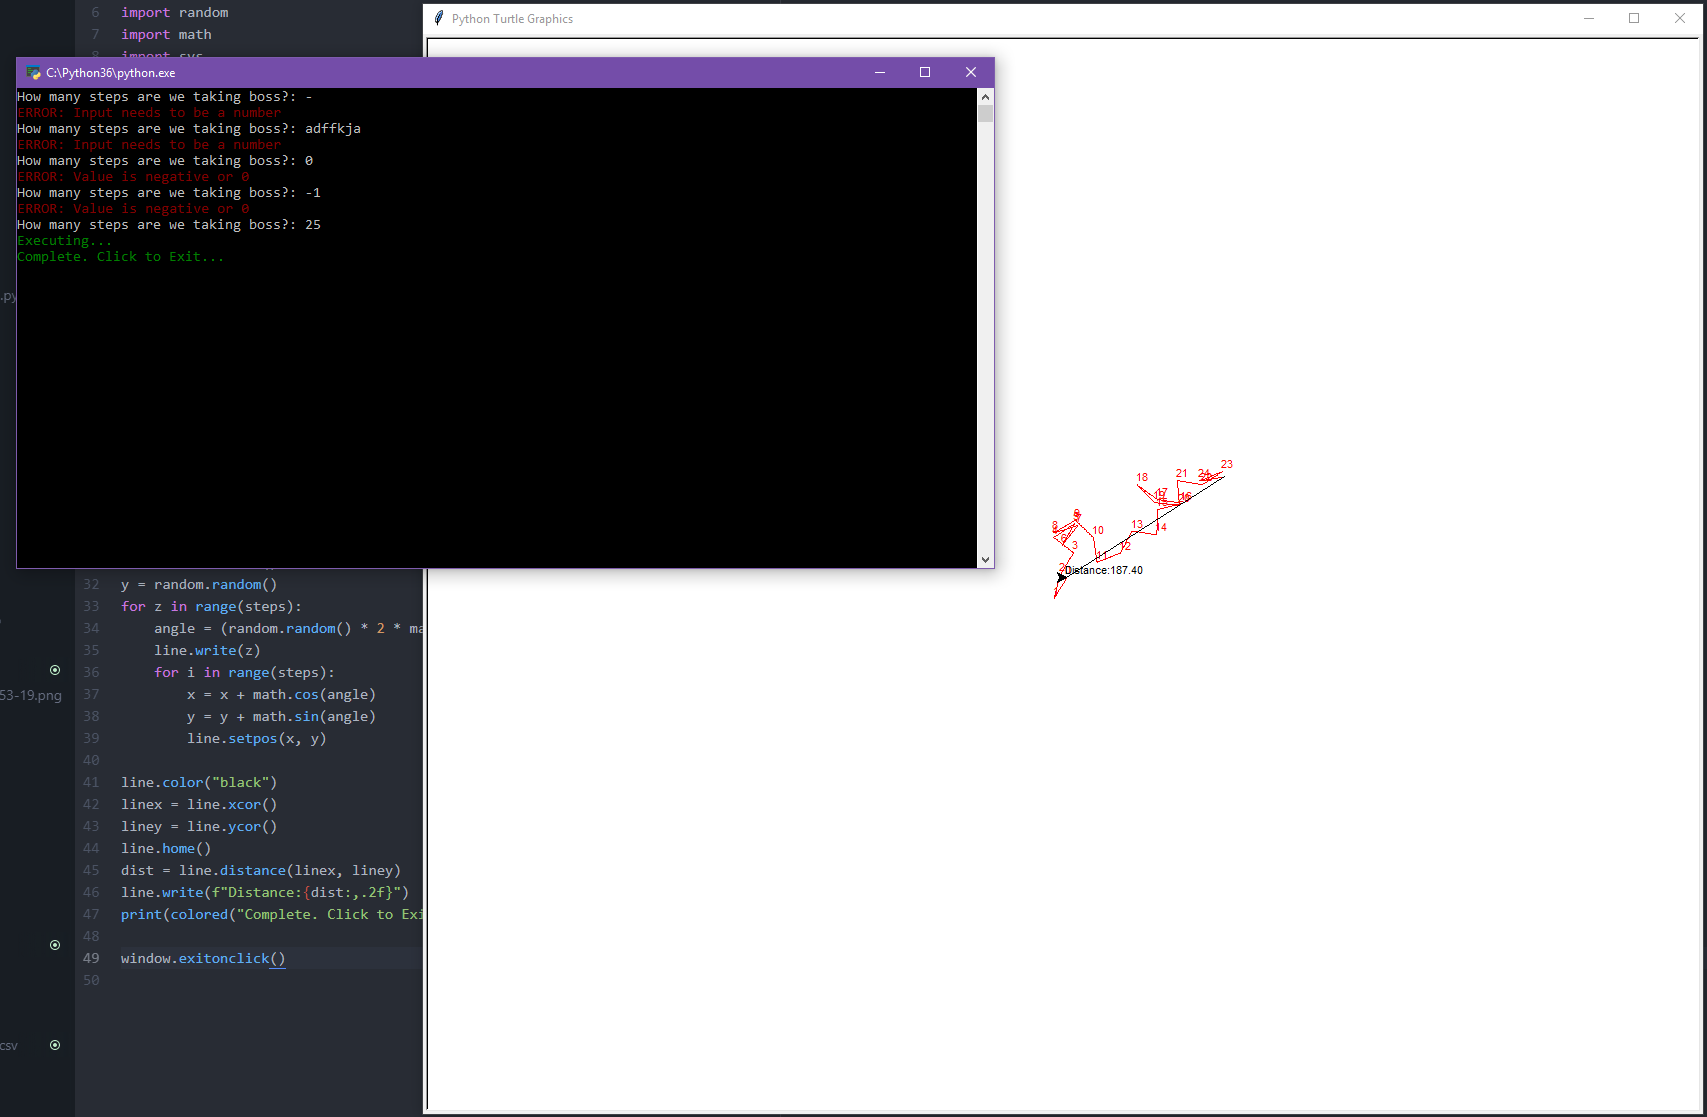 6 import random
7 import math
8 import sys
Python Turtle Graphics
C:\Python36\python.exe
How many steps are we taking boss?: -
ERROR: Input needs to be a number
How many steps are we taking boss?: adffkja
ERROR: Input needs to be a number
How many steps are we taking boss?: 0
ERROR: Value is negative or 0
How many steps are we taking boss?: -1
ERROR: Value is negative or 0
How many steps are we taking boss?: 25
Executing...
Complete. Click to Exit...
.py
53-19.png
csv
32 y = random.random()
33 for z in range(steps):
34 angle = (random.random() * 2 * ma
35 line.write(z)
36 for i in range(steps):
37 x = x + math.cos(angle)
38 y = y + math.sin(angle)
39 line.setpos(x, y)
40
41 line.color("black")
42 linex = line.xcor()
43 liney = line.ycor()
44 line.home()
45 dist = line.distance(linex, liney)
46 line.write(f"Distance:{dist:,.2f}")
47 print(colored("Complete. Click to Exi
48
49 window.exitonclick()
50
23
24
21
18
17
8
9
10
13
14
6
3
12
11
2
Distance:187.40
1